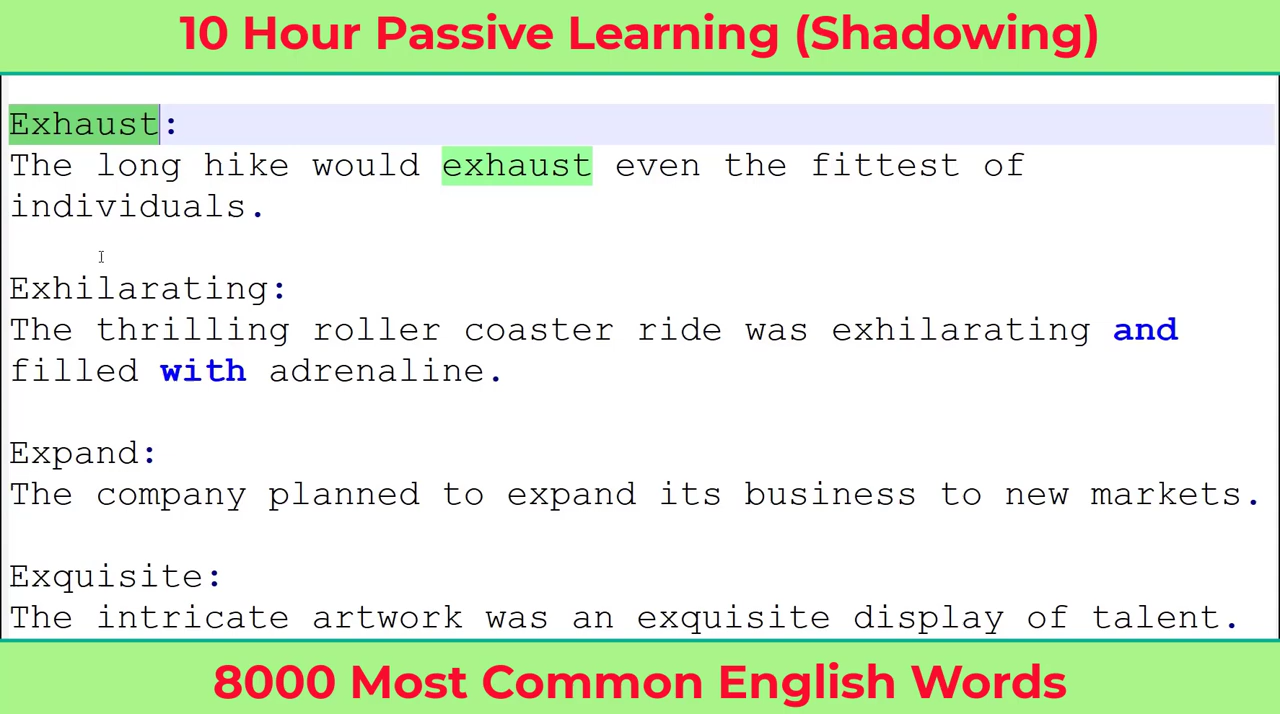 10 Hour Passive Learning (Shadowing)
Exhaust:
The long hike would exhaust even the fittest of
individuals.
Exhilarating:
The thrilling roller coaster ride was exhilarating and
filled with adrenaline.
Expand:
The company planned to expand its business to new markets.
Exquisite:
The intricate artwork was an exquisite display of talent.
8000 Most Common English Words